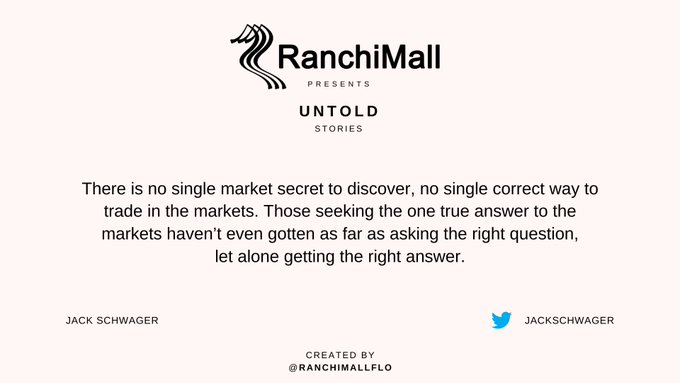 RanchiMall
PRESENTS
UNTOLD
STORIES
There is no single market secret to discover, no single correct way to
trade in the markets. Those seeking the one true answer to the
markets haven’t even gotten as far as asking the right question,
let alone getting the right answer.
JACK SCHWAGER
JACKSCHWAGER
CREATED BY
@RANCHIMALLFLO